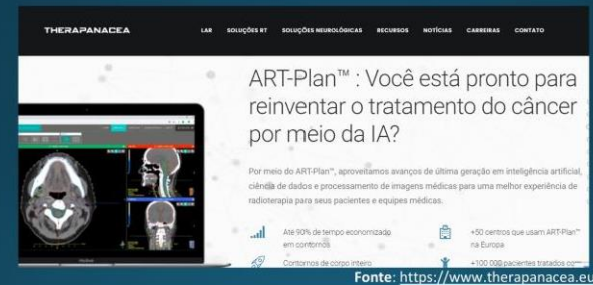 THERAPANACEA
LAR SOLUÇÕES RT SOLUÇÕES NEUROLÓGICAS RECURSOS NOTÍCIAS CARREIRAS CONTATO
ART-Plan™ : Você está pronto para
reinventar o tratamento do câncer
por meio da IA?
Por meio do ART-Plan™, aproveitamos avanços de última geração em inteligência artificial,
ciência de dados e processamento de imagens médicas para uma melhor experiência de
radioterapia para seus pacientes e equipes médicas.
Até 90% de tempo economizado
em contornos
+50 centros que usam ART-Plan™
na Europa
Contornos de corpo inteiro
+100 000 pacientes tratados
Fonte: https://www.therapanacea.eu